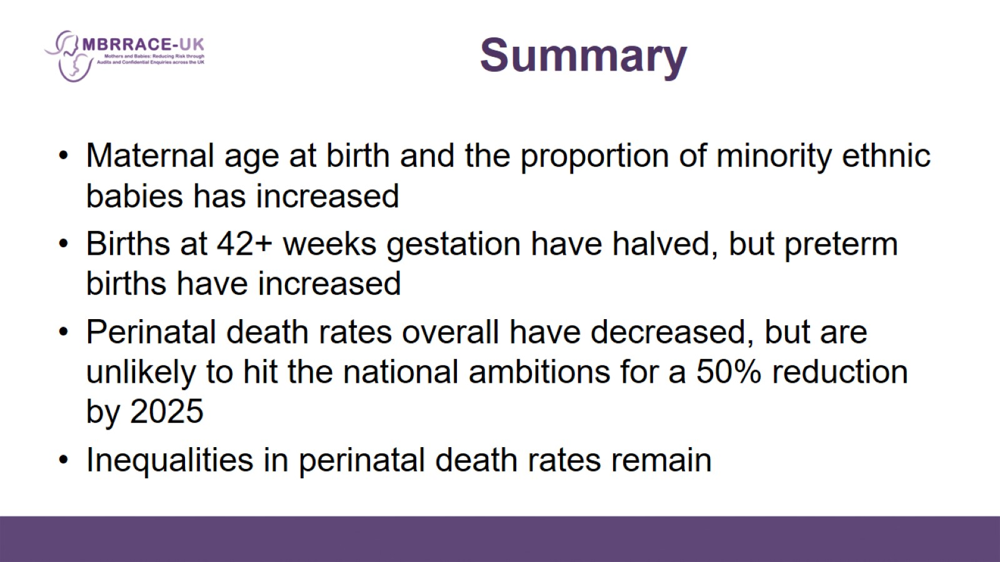 MBRRACE-UK
Mothers and Babies: Reducing Risk through
Audits and Confidential Enquiries across the UK
Summary
• Maternal age at birth and the proportion of minority ethnic
babies has increased
• Births at 42+ weeks gestation have halved, but preterm
births have increased
• Perinatal death rates overall have decreased, but are
unlikely to hit the national ambitions for a 50% reduction
by 2025
• Inequalities in perinatal death rates remain